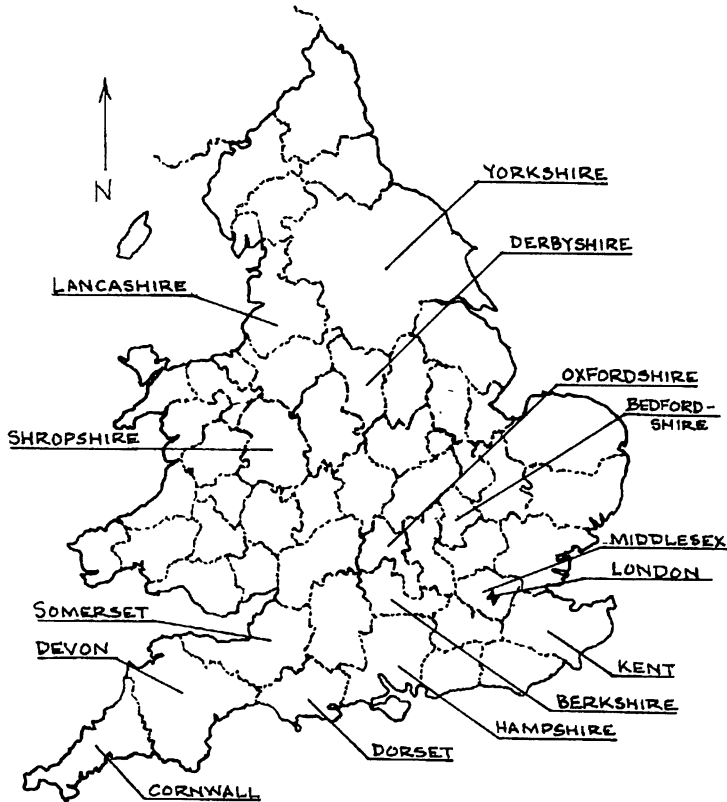 YORKSHIRE
N
DERBYSHIRE
LANCASHIRE
OXFORDSHIRE
BEDFORD-
SHIRE
SHROPSHIRE
MIDDLESEX
LONDON
SOMERSET
DEVON
KENT
BERKSHIRE
HAMPSHIRE
DORSET
CORNWALL